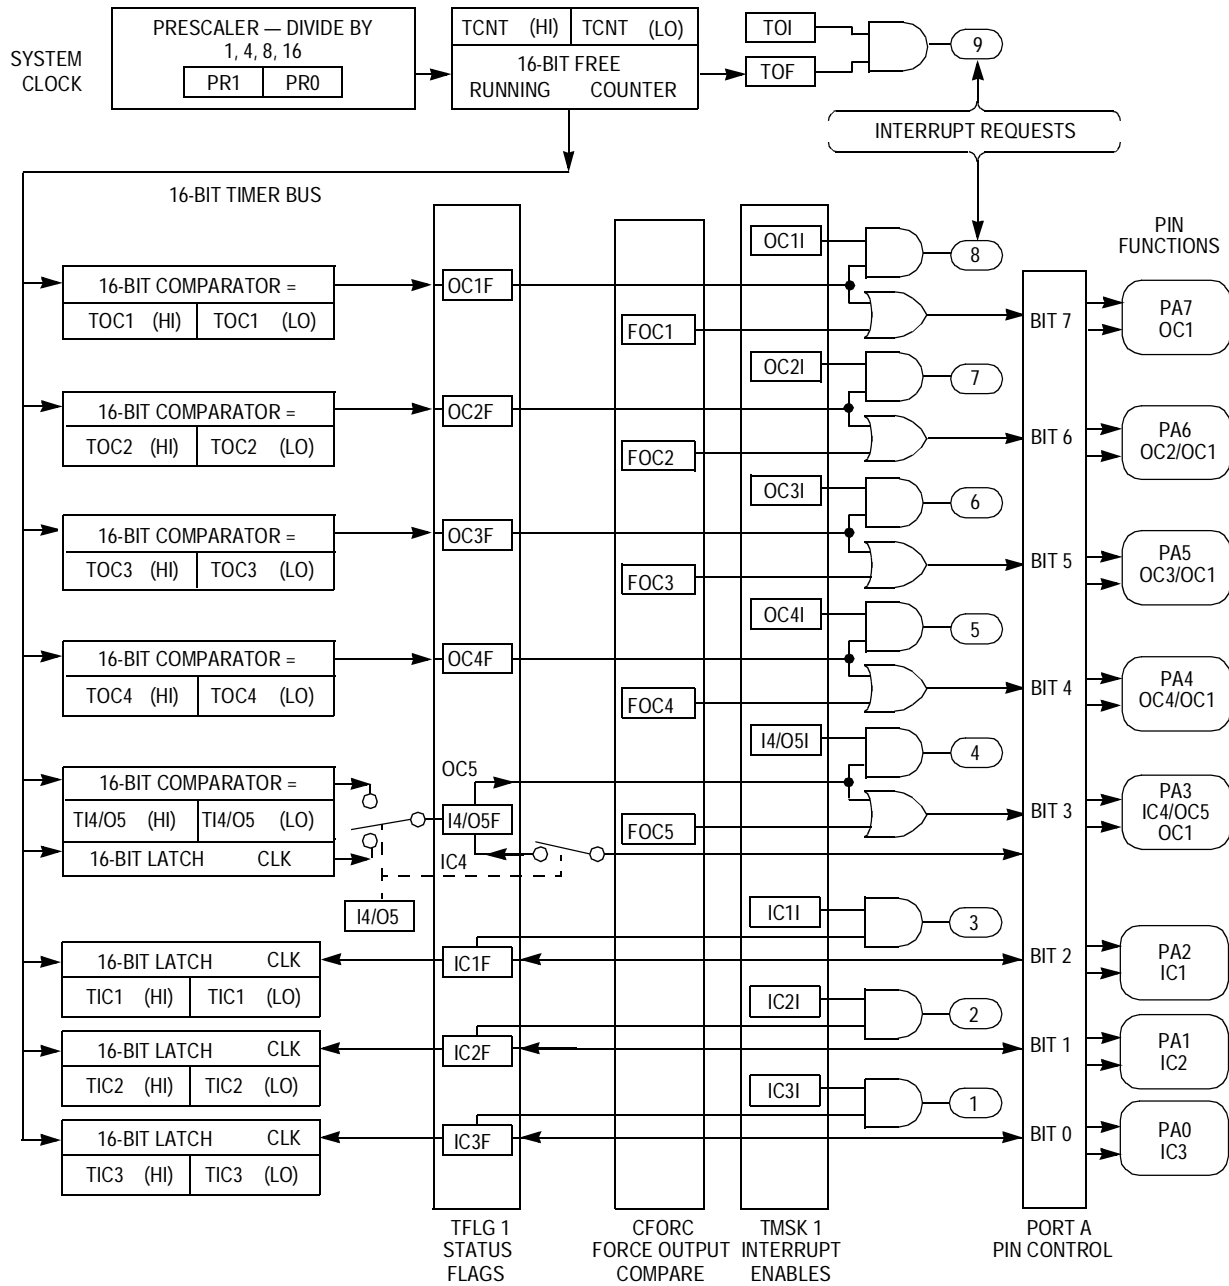 SYSTEM
CLOCK
PRESCALER — DIVIDE BY
1, 4, 8, 16
PR1 PR0
TCNT (HI) TCNT (LO)
16-BIT FREE
RUNNING COUNTER
TOI
TOF
9
INTERRUPT REQUESTS
16-BIT TIMER BUS
PIN
FUNCTIONS
OC1I
8
16-BIT COMPARATOR =
TOC1 (HI) TOC1 (LO)
OC1F
FOC1
BIT 7
PA7
OC1
OC2I
7
16-BIT COMPARATOR =
TOC2 (HI) TOC2 (LO)
OC2F
FOC2
BIT 6
PA6
OC2/OC1
OC3I
6
16-BIT COMPARATOR =
TOC3 (HI) TOC3 (LO)
OC3F
FOC3
BIT 5
PA5
OC3/OC1
OC4I
5
16-BIT COMPARATOR =
TOC4 (HI) TOC4 (LO)
OC4F
FOC4
BIT 4
PA4
OC4/OC1
I4/O5I
4
16-BIT COMPARATOR =
TI4/O5 (HI) TI4/O5 (LO)
16-BIT LATCH CLK
OC5
I4/O5F
IC4
I4/O5
FOC5
BIT 3
PA3
IC4/OC5
OC1
IC1I
3
16-BIT LATCH CLK
TIC1 (HI) TIC1 (LO)
IC1F
BIT 2
PA2
IC1
IC2I
2
16-BIT LATCH CLK
TIC2 (HI) TIC2 (LO)
IC2F
BIT 1
PA1
IC2
IC3I
1
16-BIT LATCH CLK
TIC3 (HI) TIC3 (LO)
IC3F
BIT 0
PA0
IC3
TFLG 1
STATUS
FLAGS
CFORC
FORCE OUTPUT
COMPARE
TMSK 1
INTERRUPT
ENABLES
PORT A
PIN CONTROL